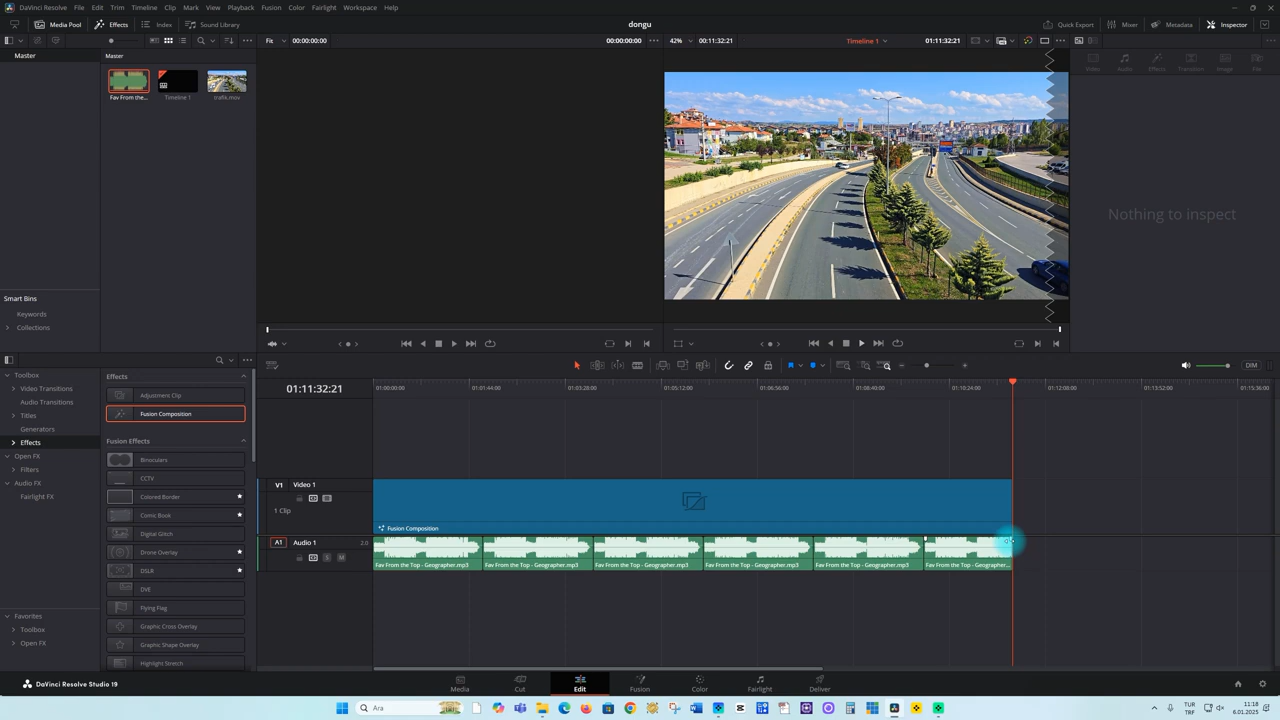 DaVinci Resolve File Edit Trim Timeline Clip Mark View Playback Fusion Color Fairlight Workspace Help
Media Pool Effects Index Sound Library dongu Quick Export Mixer Metadata Inspector
Fit 00:00:00:00 00:00:00:00 42% 00:11:32:21 Timeline 1 01:11:32:21
Master Master
Video Audio Effects Transition Image File
Fav From the... Timeline 1 trafik.mov
Nothing to inspect
Smart Bins
Keywords
Collections
Toolbox
Video Transitions
Audio Transitions
Titles
Generators
Effects
Open FX
Filters
Audio FX
Fairlight FX
Favorites
Toolbox
Open FX
Effects
Adjustment Clip
Fusion Composition
Fusion Effects
Binoculars
CCTV
Colored Border
Comic Book
Digital Glitch
Drone Overlay
DSLR
DVE
Flying Flag
Graphic Cross Overlay
Graphic Shape Overlay
Highlight Stretch
DIM
01:11:32:21 01:00:00:00 01:01:44:00 01:03:28:00 01:05:12:00 01:06:56:00 01:08:40:00 01:10:24:00 01:12:08:00 01:13:52:00 01:15:36:00
V1 Video 1
1 Clip
Fusion Composition
A1 Audio 1 2.0
S M
Fav From the Top - Geographer.mp3 Fav From the Top - Geographer.mp3 Fav From the Top - Geographer.mp3 Fav From the Top - Geographer.mp3 Fav From the Top - Geographer.mp3 Fav From the Top - Geographer...
DaVinci Resolve Studio 19 Media Cut Edit Fusion Color Fairlight Deliver
Ara
TUR
TRF
11:18
6.01.2025